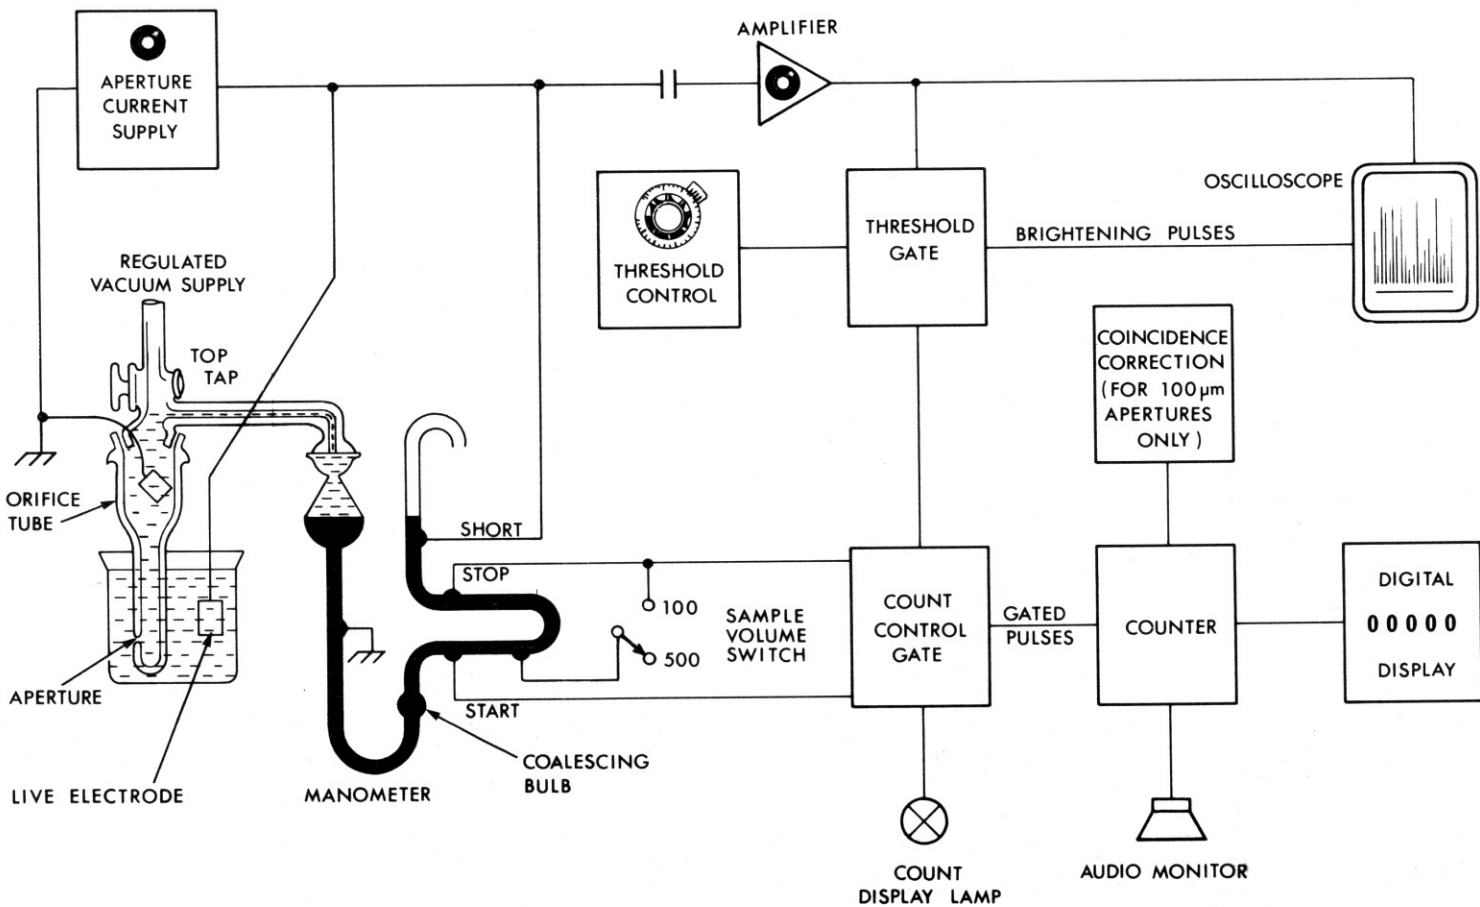 AMPLIFIER
APERTURE
CURRENT
SUPPLY
OSCILLOSCOPE
THRESHOLD
GATE
BRIGHTENING PULSES
THRESHOLD
CONTROL
REGULATED
VACUUM SUPPLY
TOP
TAP
COINCIDENCE
CORRECTION
(FOR 100µm
APERTURES
ONLY)
ORIFICE
TUBE
SHORT
STOP
100
500
SAMPLE
VOLUME
SWITCH
COUNT
CONTROL
GATE
GATED
PULSES
COUNTER
DIGITAL
00000
DISPLAY
APERTURE
START
COALESCING
BULB
LIVE ELECTRODE
MANOMETER
COUNT
DISPLAY LAMP
AUDIO MONITOR